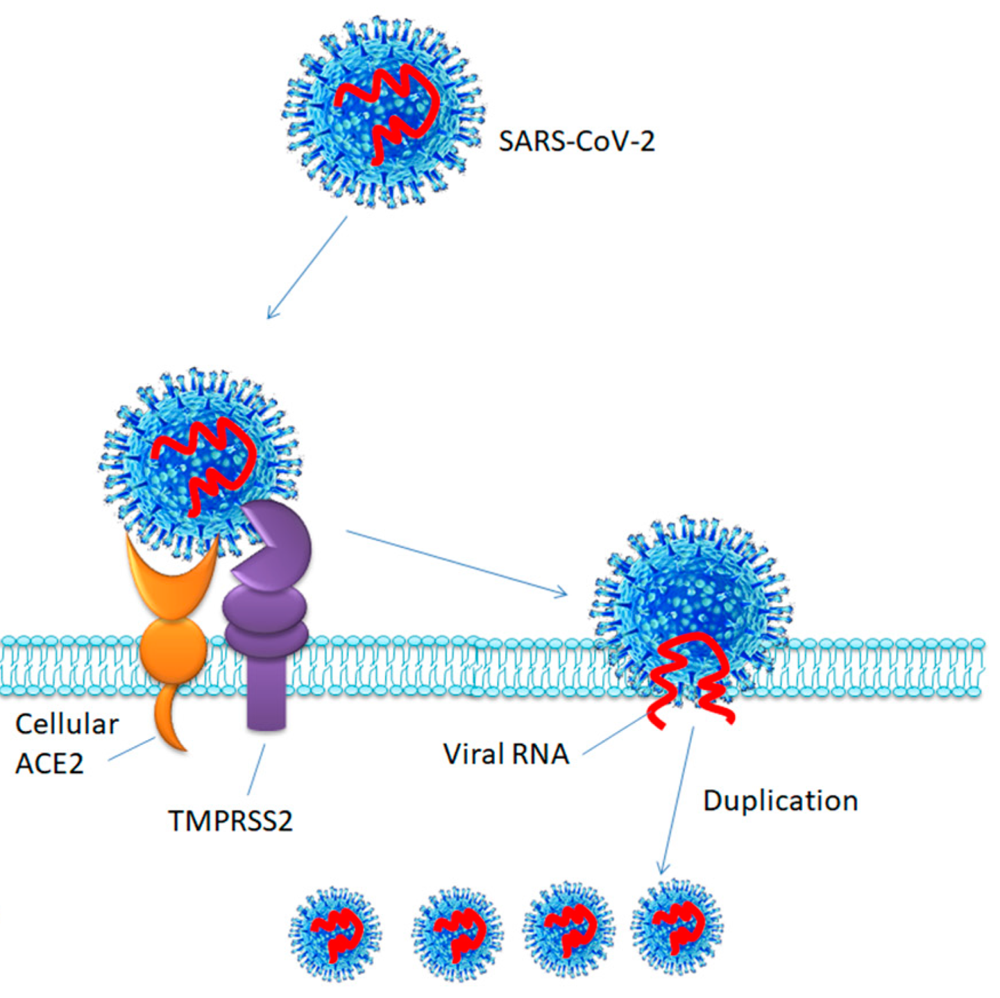 SARS-CoV-2
Cellular
ACE2
TMPRSS2
Viral RNA
Duplication